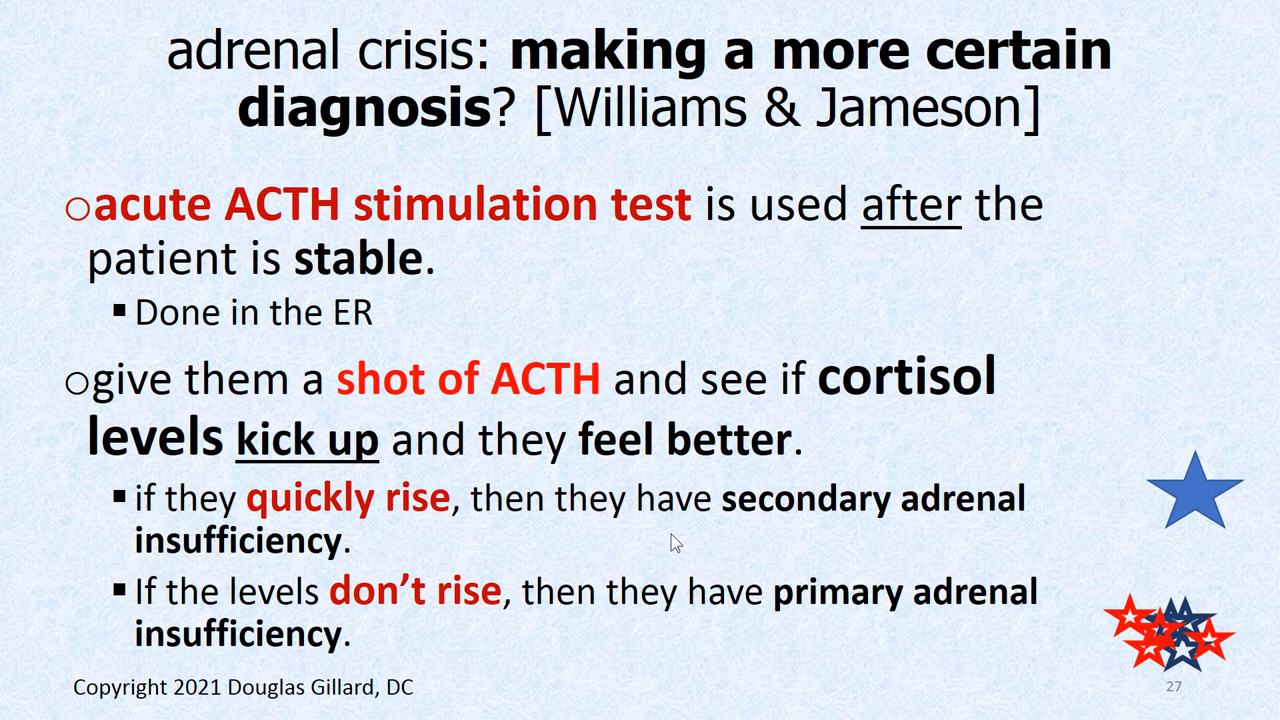 adrenal crisis: making a more certain
diagnosis? [Williams & Jameson]
acute ACTH stimulation test is used after the
patient is stable.
Done in the ER
give them a shot of ACTH and see if cortisol
levels kick up and they feel better.
if they quickly rise, then they have secondary adrenal
insufficiency.
If the levels don’t rise, then they have primary adrenal
insufficiency.
Copyright 2021 Douglas Gillard, DC
27